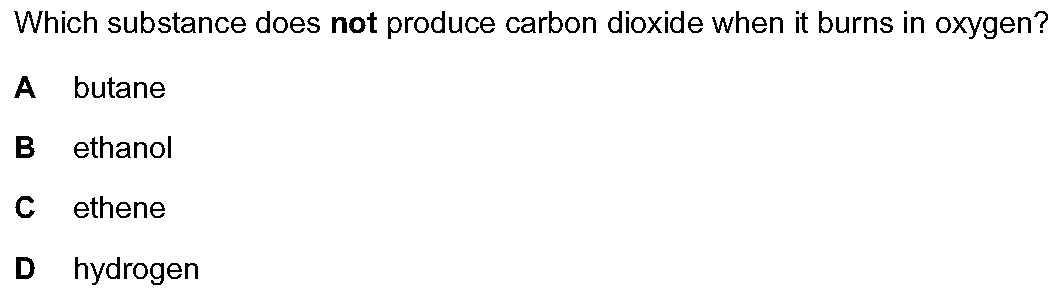 Which substance does not produce carbon dioxide when it burns in oxygen?
A butane
B ethanol
C ethene
D hydrogen